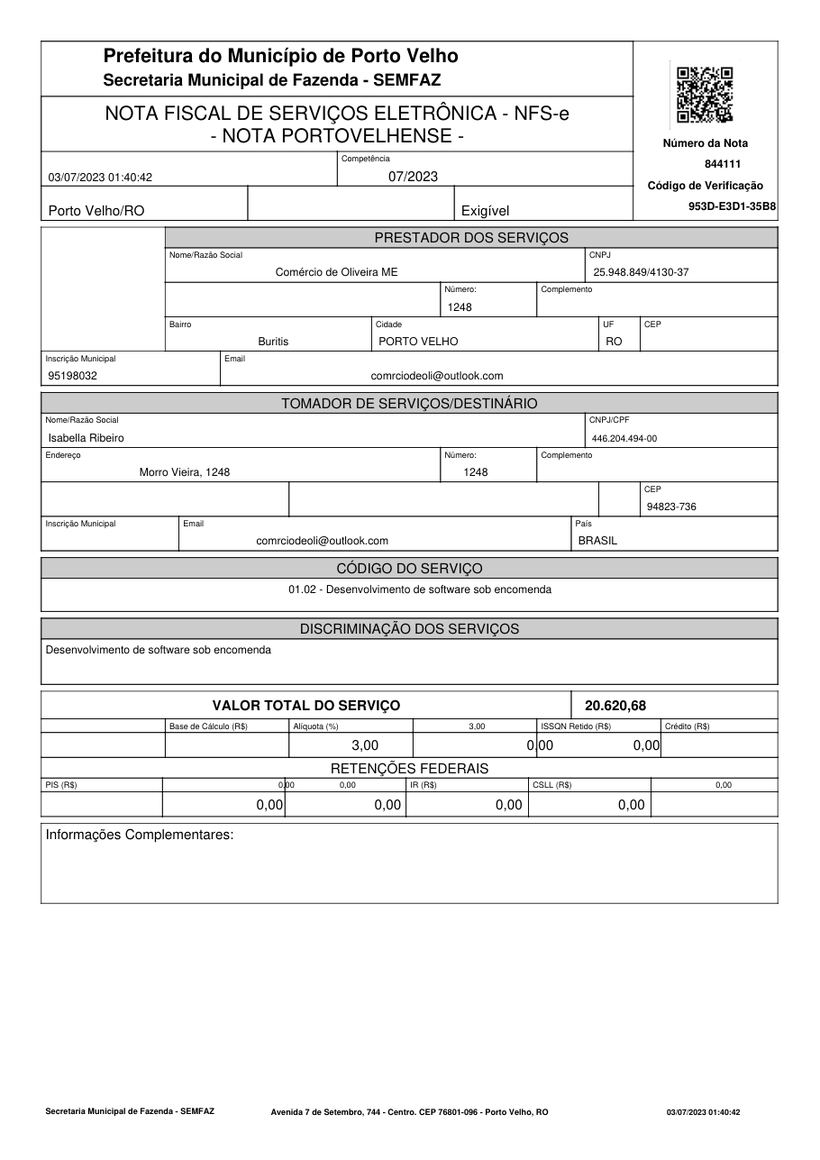 Prefeitura do Município de Porto Velho
Secretaria Municipal de Fazenda - SEMFAZ
NOTA FISCAL DE SERVIÇOS ELETRÔNICA - NFS-e
- NOTA PORTOVELHENSE -
Número da Nota
844111
Código de Verificação
953D-E3D1-35B8
Competência
03/07/2023 01:40:42 07/2023
Porto Velho/RO Exigível
PRESTADOR DOS SERVIÇOS
Nome/Razão Social CNPJ
Comércio de Oliveira ME 25.948.849/4130-37
Número: Complemento
1248
Bairro Cidade UF CEP
Buritis PORTO VELHO RO
Inscrição Municipal Email
95198032 comrciodeoli@outlook.com
TOMADOR DE SERVIÇOS/DESTINÁRIO
Nome/Razão Social CNPJ/CPF
Isabella Ribeiro 446.204.494-00
Endereço Número: Complemento
Morro Vieira, 1248 1248
CEP
94823-736
Inscrição Municipal Email País
comrciodeoli@outlook.com BRASIL
CÓDIGO DO SERVIÇO
01.02 - Desenvolvimento de software sob encomenda
DISCRIMINAÇÃO DOS SERVIÇOS
Desenvolvimento de software sob encomenda
VALOR TOTAL DO SERVIÇO 20.620,68
Base de Cálculo (R$) Alíquota (%) 3,00 ISSQN Retido (R$) Crédito (R$)
3,00 0,00 0,00
RETENÇÕES FEDERAIS
PIS (R$) 0,00 0,00 IR (R$) CSLL (R$) 0,00
0,00 0,00 0,00 0,00
Informações Complementares:
Secretaria Municipal de Fazenda - SEMFAZ Avenida 7 de Setembro, 744 - Centro. CEP 76801-096 - Porto Velho, RO 03/07/2023 01:40:42